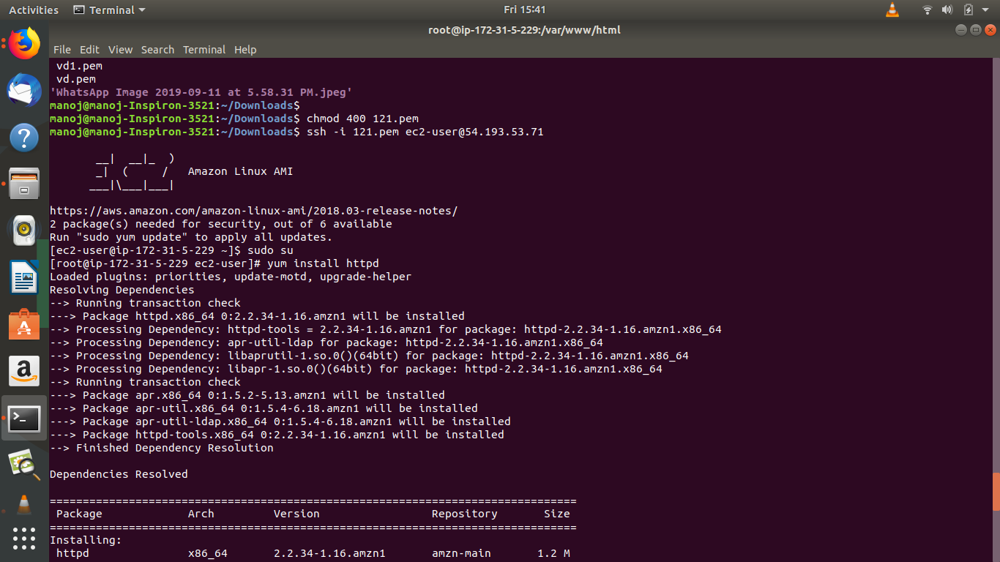 Activities Terminal Fri 15:41
root@ip-172-31-5-229:/var/www/html
File Edit View Search Terminal Help
vd1.pem
vd.pem
'WhatsApp Image 2019-09-11 at 5.58.31 PM.jpeg'
manoj@manoj-Inspiron-3521:~/Downloads$
manoj@manoj-Inspiron-3521:~/Downloads$ chmod 400 121.pem
manoj@manoj-Inspiron-3521:~/Downloads$ ssh -i 121.pem ec2-user@54.193.53.71
__|  __|_  )
_|  (     /   Amazon Linux AMI
___|\___|___|
https://aws.amazon.com/amazon-linux-ami/2018.03-release-notes/
2 package(s) needed for security, out of 6 available
Run "sudo yum update" to apply all updates.
[ec2-user@ip-172-31-5-229 ~]$ sudo su
[root@ip-172-31-5-229 ec2-user]# yum install httpd
Loaded plugins: priorities, update-motd, upgrade-helper
Resolving Dependencies
--> Running transaction check
---> Package httpd.x86_64 0:2.2.34-1.16.amzn1 will be installed
--> Processing Dependency: httpd-tools = 2.2.34-1.16.amzn1 for package: httpd-2.2.34-1.16.amzn1.x86_64
--> Processing Dependency: apr-util-ldap for package: httpd-2.2.34-1.16.amzn1.x86_64
--> Processing Dependency: libaprutil-1.so.0()(64bit) for package: httpd-2.2.34-1.16.amzn1.x86_64
--> Processing Dependency: libapr-1.so.0()(64bit) for package: httpd-2.2.34-1.16.amzn1.x86_64
--> Running transaction check
---> Package apr.x86_64 0:1.5.2-5.13.amzn1 will be installed
---> Package apr-util.x86_64 0:1.5.4-6.18.amzn1 will be installed
---> Package apr-util-ldap.x86_64 0:1.5.4-6.18.amzn1 will be installed
---> Package httpd-tools.x86_64 0:2.2.34-1.16.amzn1 will be installed
--> Finished Dependency Resolution
Dependencies Resolved
================================================================================
Package Arch Version Repository Size
================================================================================
Installing:
httpd x86_64 2.2.34-1.16.amzn1 amzn-main 1.2 M